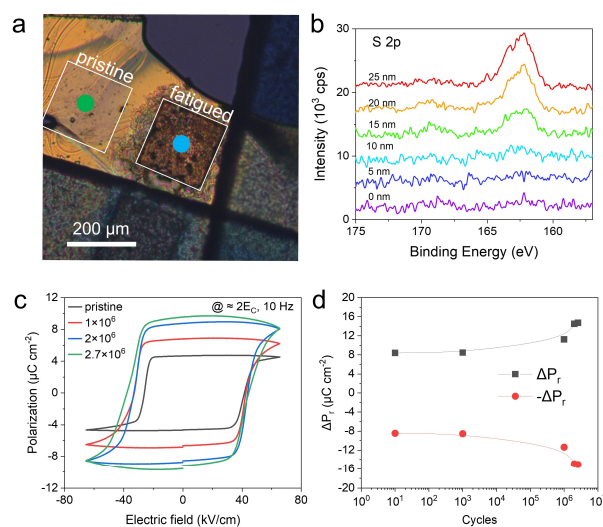 a
pristine
fatigued
200 µm
b
S 2p
25 nm
20 nm
15 nm
10 nm
5 nm
0 nm
30
20
10
0
Intensity (10³ cps)
175 170 165 160
Binding Energy (eV)
c
pristine
1×10⁶
2×10⁶
2.7×10⁶
@ ≈ 2E_C, 10 Hz
12
8
4
0
-4
-8
-12
Polarization (µC cm⁻²)
-80 -40 0 40 80
Electric field (kV/cm)
d
20
16
12
8
4
0
-4
-8
-12
-16
-20
ΔPᵣ (µC cm⁻²)
ΔPᵣ
-ΔPᵣ
10⁰ 10¹ 10² 10³ 10⁴ 10⁵ 10⁶ 10⁷
Cycles